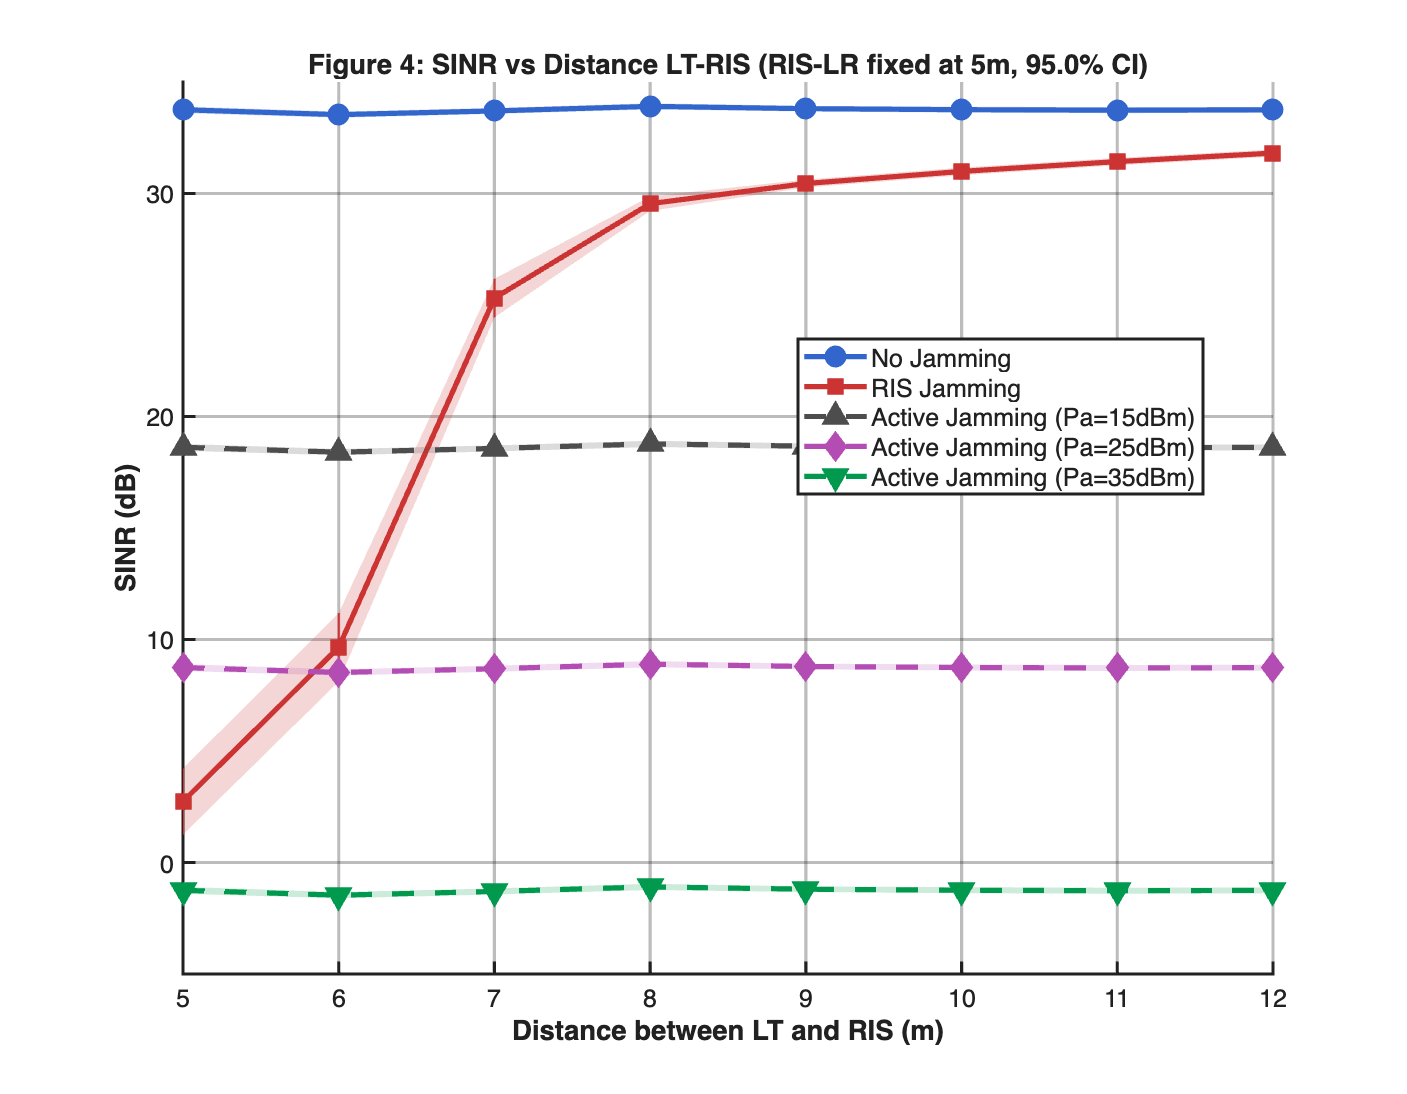 Figure 4: SINR vs Distance LT-RIS (RIS-LR fixed at 5m, 95.0% CI)
30
20
10
0
SINR (dB)
No Jamming
RIS Jamming
Active Jamming (Pa=15dBm)
Active Jamming (Pa=25dBm)
Active Jamming (Pa=35dBm)
5 6 7 8 9 10 11 12
Distance between LT and RIS (m)